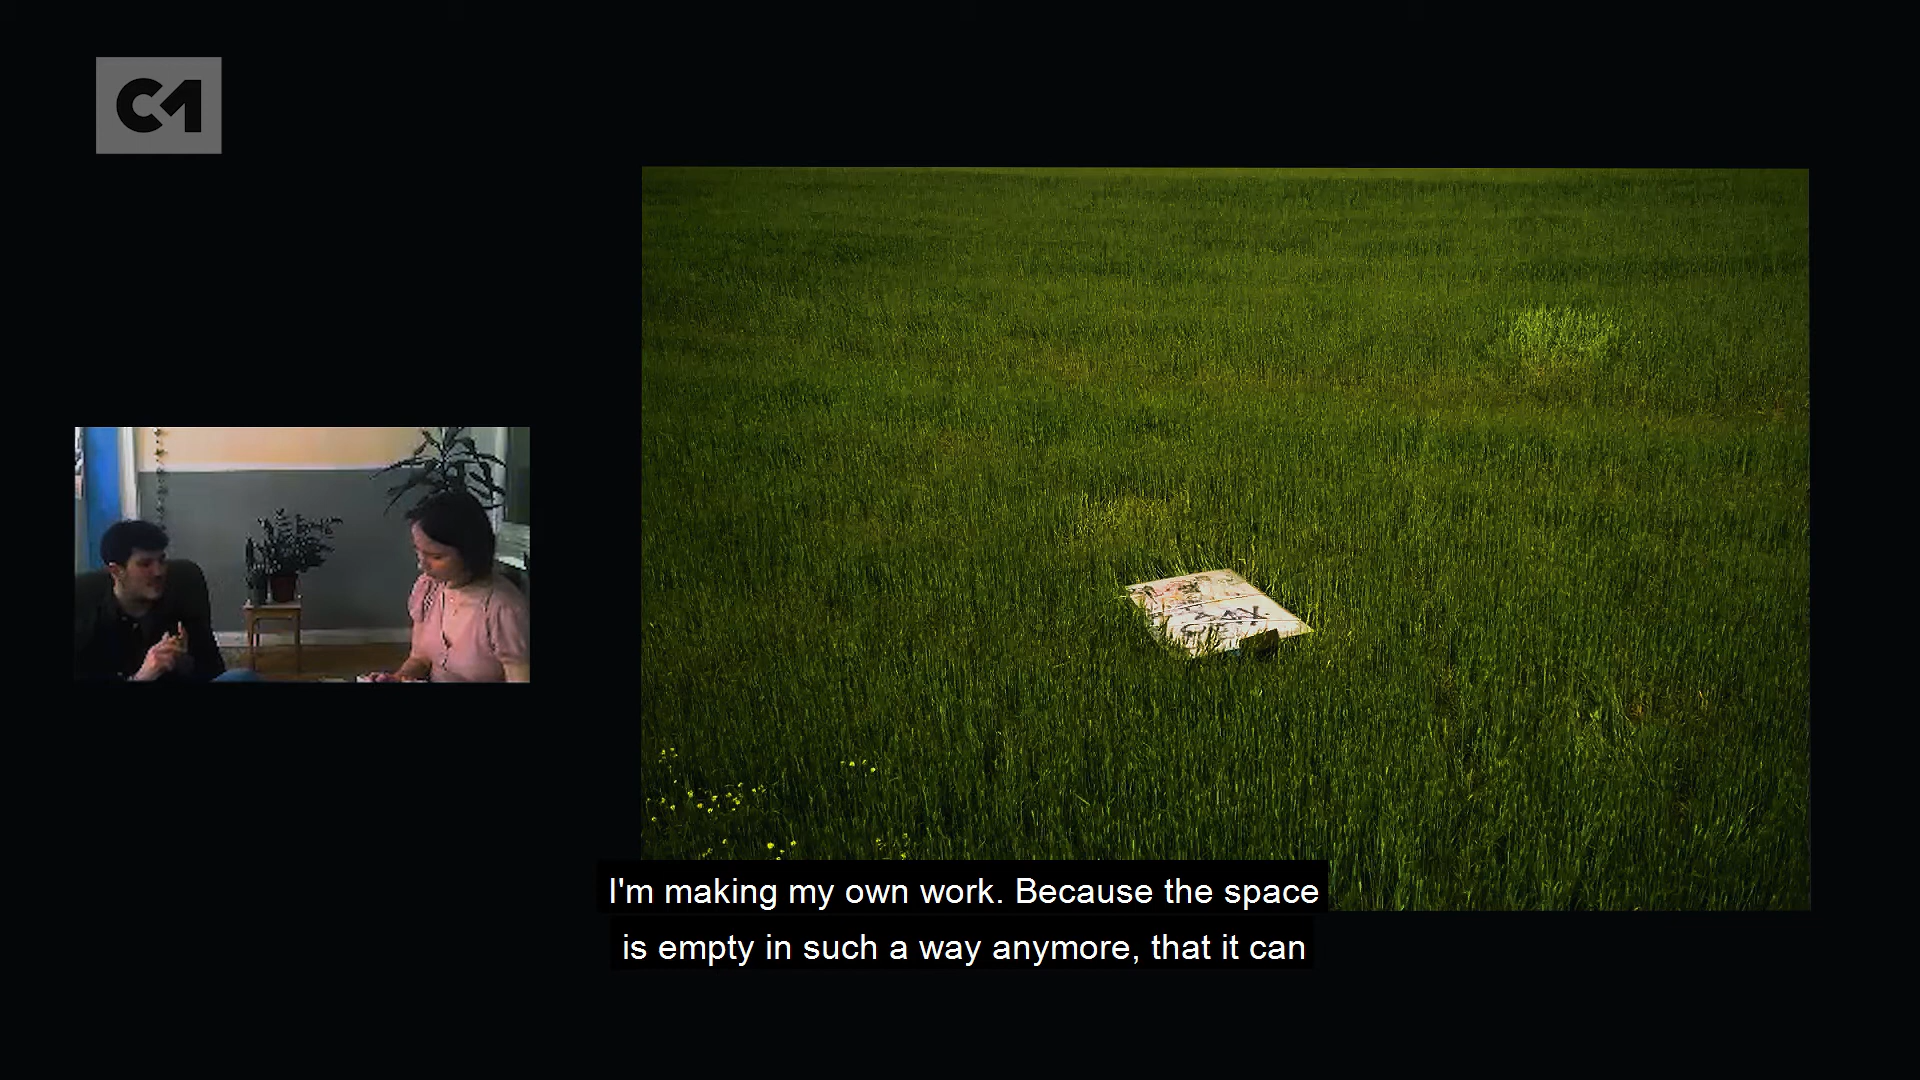 C1
I'm making my own work. Because the space
is empty in such a way anymore, that it can